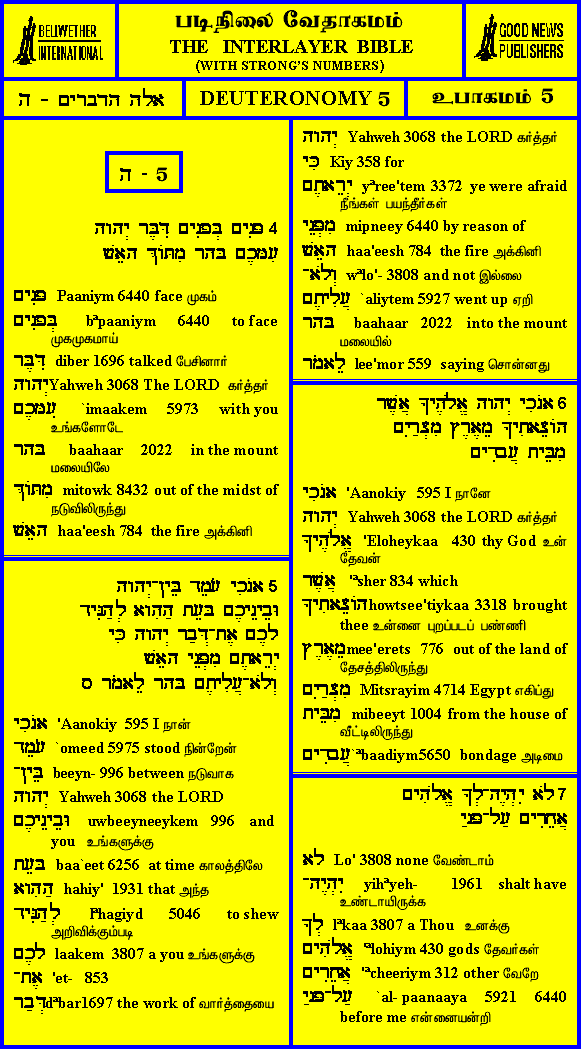 BELIWETHER
INTERNATIONAL
படிநிலை வேதாகமம்
THE INTERLAYER BIBLE
(WITH STRONG'S NUMBERS)
GOOD NEWS
PUBLISHERS
אלה הדברים - ה
DEUTERONOMY 5
உபாகமம் 5
ה - 5
4 פָּנִים בְּפָנִים דִּבֶּר יְהוָה
עִמָּכֶם בָּהָר מִתּוֹךְ הָאֵשׁ
פָּנִים Paaniym 6440 face முகம்
בְּפָנִים bªpaaniym 6440 to face
முகமுகமாய்
דִּבֶּר diber 1696 talked பேசினார்
יְהוָה Yahweh 3068 The LORD கர்த்தர்
עִמָּכֶם `imaakem 5973 with you
உங்களோடே
בָּהָר baahaar 2022 in the mount
மலையிலே
מִתּוֹךְ mitowk 8432 out of the midst of
நடுவிலிருந்து
הָאֵשׁ haa'eesh 784 the fire அக்கினி
5 אָנֹכִי עֹמֵד בֵּין־יְהוָה
וּבֵינֵיכֶם בָּעֵת הַהִוא לְהַגִּיד
לָכֶם אֶת־דְּבַר יְהוָה כִּי
יְרֵאתֶם מִפְּנֵי הָאֵשׁ
וְלֹא־עֲלִיתֶם בָּהָר לֵאמֹר ס
אָנֹכִי 'Aanokiy 595 I நான்
עֹמֵד `omeed 5975 stood நின்றேன்
בֵּין־ beeyn- 996 between நடுவாக
יְהוָה Yahweh 3068 the LORD
וּבֵינֵיכֶם uwbeeyneeykem 996 and
you உங்களுக்கு
בָּעֵת baa`eet 6256 at time காலத்திலே
הַהִוא hahiy' 1931 that அந்த
לְהַגִּיד lªhagiyd 5046 to shew
அறிவிக்கும்படி
לָכֶם laakem 3807 a you உங்களுக்கு
אֶת־ 'et- 853
דְּבַר dªbar1697 the work of வார்த்தையை
יְהוָה Yahweh 3068 the LORD கர்த்தர்
כִּי Kiy 358 for
יְרֵאתֶם yªree'tem 3372 ye were afraid
நீங்கள் பயந்தீர்கள்
מִפְּנֵי mipneey 6440 by reason of
הָאֵשׁ haa'eesh 784 the fire அக்கினி
וְלֹא־ wªlo'- 3808 and not இல்லை
עֲלִיתֶם `aliytem 5927 went up ஏறி
בָּהָר baahaar 2022 into the mount
மலையில்
לֵאמֹר lee'mor 559 saying சொன்னது
6 אָנֹכִי יְהוָה אֱלֹהֶיךָ אֲשֶׁר
הוֹצֵאתִיךָ מֵאֶרֶץ מִצְרַיִם
מִבֵּית עֲבָדִים
אָנֹכִי 'Aanokiy 595 I நானே
יְהוָה Yahweh 3068 the LORD கர்த்தர்
אֱלֹהֶיךָ 'Eloheykaa 430 thy God உன்
தேவன்
אֲשֶׁר 'ªsher 834 which
הוֹצֵאתִיךָ howtsee'tiykaa 3318 brought
thee உன்னை புறப்படப் பண்ணி
מֵאֶרֶץ mee'erets 776 out of the land of
தேசத்திலிருந்து
מִצְרַיִם Mitsrayim 4714 Egypt எகிப்து
מִבֵּית mibeeyt 1004 from the house of
வீட்டிலிருந்து
עֲבָדִים `ªbaadiym5650 bondage அடிமை
7 לֹא יִהְיֶה־לְךָ אֱלֹהִים
אֲחֵרִים עַל־פָּנָיַ
לֹא Lo' 3808 none வேண்டாம்
יִהְיֶה־ yihªyeh- 1961 shalt have
உண்டாயிருக்க
לְךָ lªkaa 3807 a Thou உனக்கு
אֱלֹהִים 'ªlohiym 430 gods தேவர்கள்
אֲחֵרִים 'ªcheeriym 312 other வேறே
עַל־פָּנָיַ `al- paanaaya 5921 6440
before me என்னையன்றி